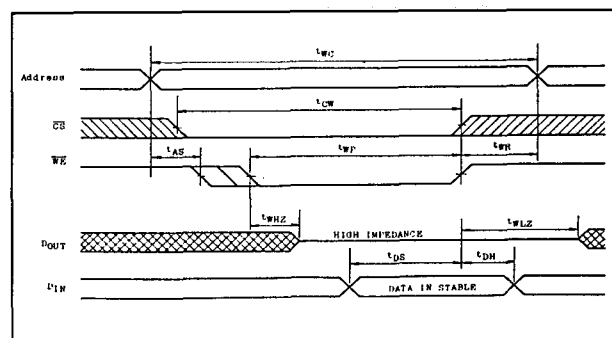 tWC
Address
tCW
CS
tAS
tWP
tWR
WE
tWHZ
tWLZ
DOUT
HIGH IMPEDANCE
tDS
tDH
DIN
DATA IN STABLE